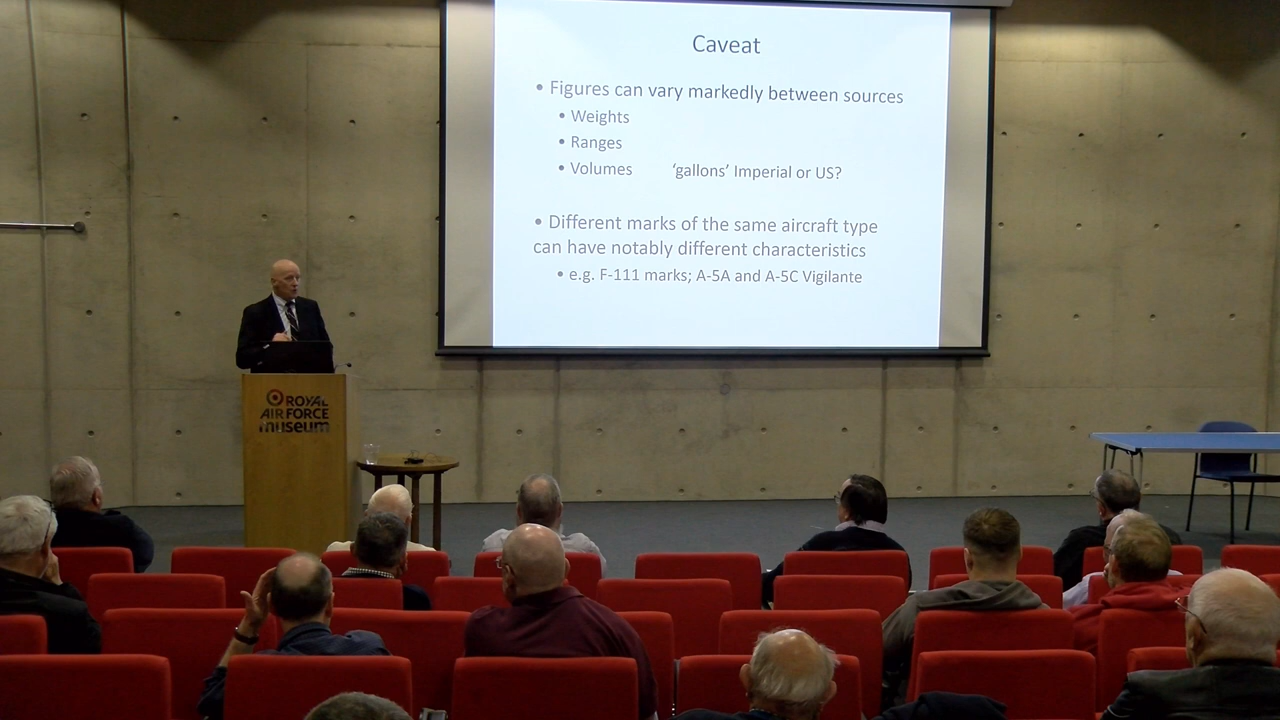 Caveat
• Figures can vary markedly between sources
• Weights
• Ranges
• Volumes ‘gallons’ Imperial or US?
• Different marks of the same aircraft type
can have notably different characteristics
• e.g. F-111 marks; A-5A and A-5C Vigilante
ROYAL
AIR FORCE
museum